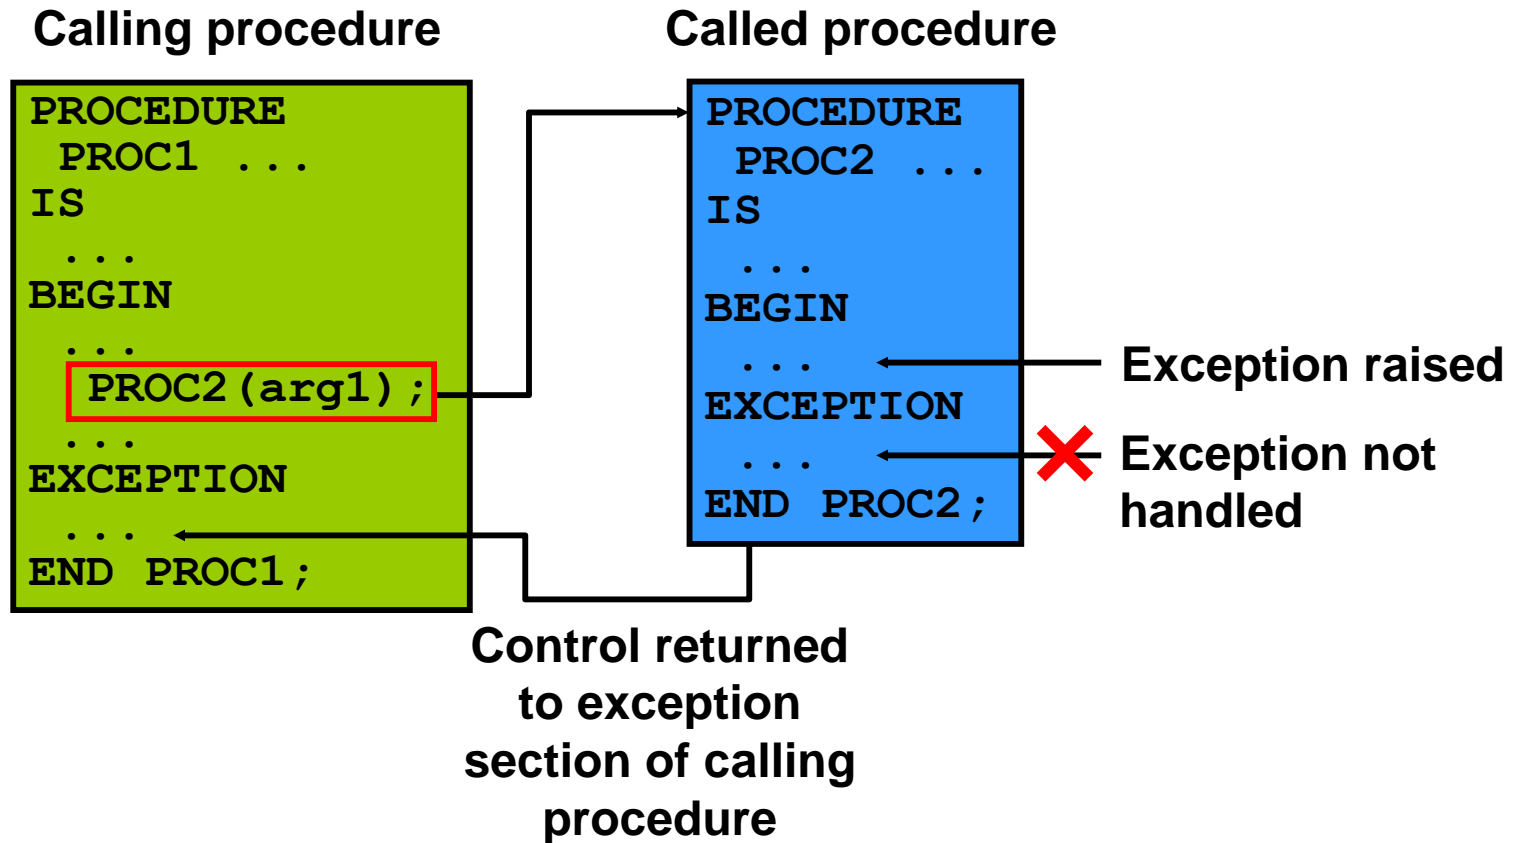 Calling procedure
PROCEDURE
PROC1 ...
IS
...
BEGIN
...
PROC2(arg1);
...
EXCEPTION
...
END PROC1;
Called procedure
PROCEDURE
PROC2 ...
IS
...
BEGIN
...
EXCEPTION
...
END PROC2;
Exception raised
Exception not
handled
Control returned
to exception
section of calling
procedure